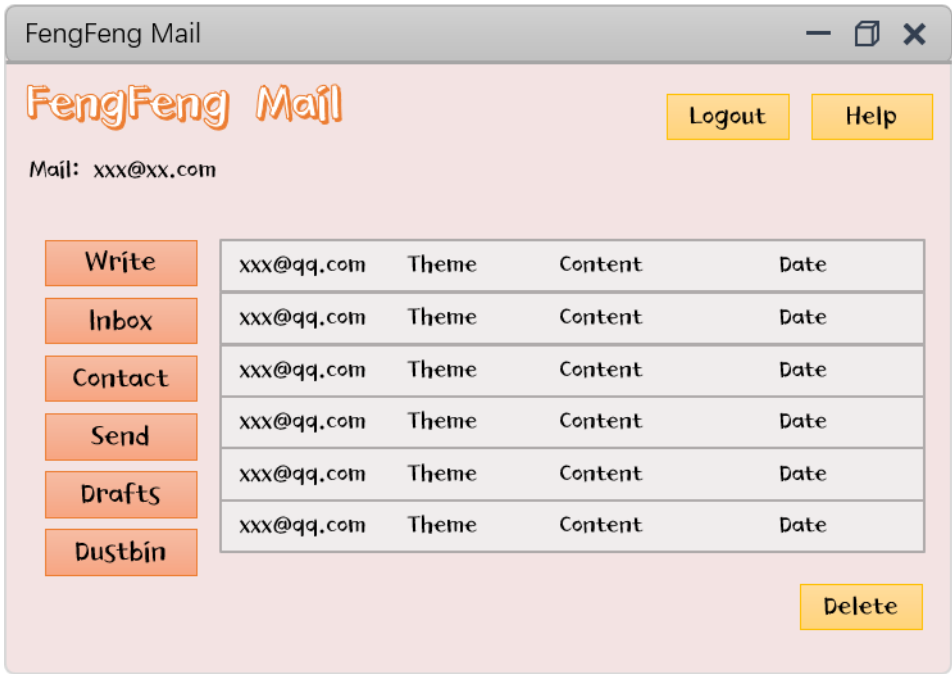 FengFeng Mail
FengFeng Mail
Logout Help
Mail: xxx@xx.com
Write
Inbox
Contact
Send
Drafts
Dustbin
xxx@qq.com Theme Content Date
xxx@qq.com Theme Content Date
xxx@qq.com Theme Content Date
xxx@qq.com Theme Content Date
xxx@qq.com Theme Content Date
xxx@qq.com Theme Content Date
Delete